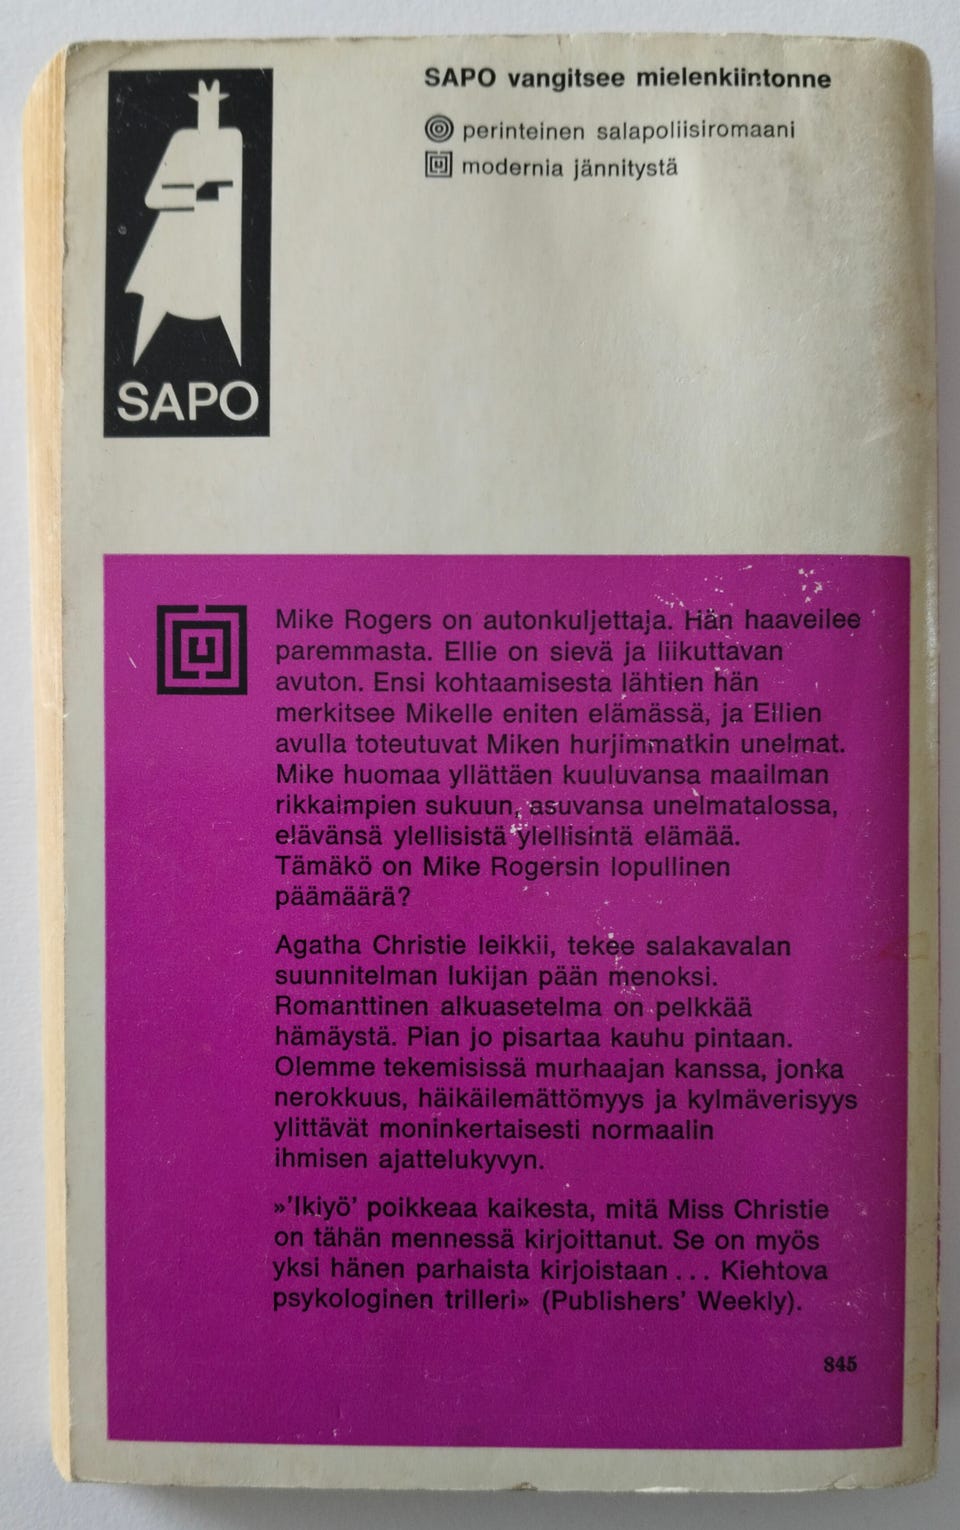 SAPO
SAPO vangitsee mielenkiintonne
perinteinen salapoliisiromaani
modernia jännitystä
Mike Rogers on autonkuljettaja. Hän haaveilee
paremmasta. Ellie on sievä ja liikuttavan
avuton. Ensi kohtaamisesta lähtien hän
merkitsee Mikelle eniten elämässä, ja Ellien
avulla toteutuvat Miken hurjimmatkin unelmat.
Mike huomaa yllättäen kuuluvansa maailman
rikkaimpien sukuun, asuvansa unelmatalossa,
elävänsä ylellisistä ylellisintä elämää.
Tämäkö on Mike Rogersin lopullinen
päämäärä?
Agatha Christie leikkii, tekee salakavalan
suunnitelman lukijan pään menoksi.
Romanttinen alkuasetelma on pelkkää
hämäystä. Pian jo pisartaa kauhu pintaan.
Olemme tekemisissä murhaajan kanssa, jonka
nerokkuus, häikäilemättömyys ja kylmäverisyys
ylittävät moninkertaisesti normaalin
ihmisen ajattelukyvyn.
»'Ikiyö' poikkeaa kaikesta, mitä Miss Christie
on tähän mennessä kirjoittanut. Se on myös
yksi hänen parhaista kirjoistaan... Kiehtova
psykologinen trilleri» (Publishers' Weekly).
845